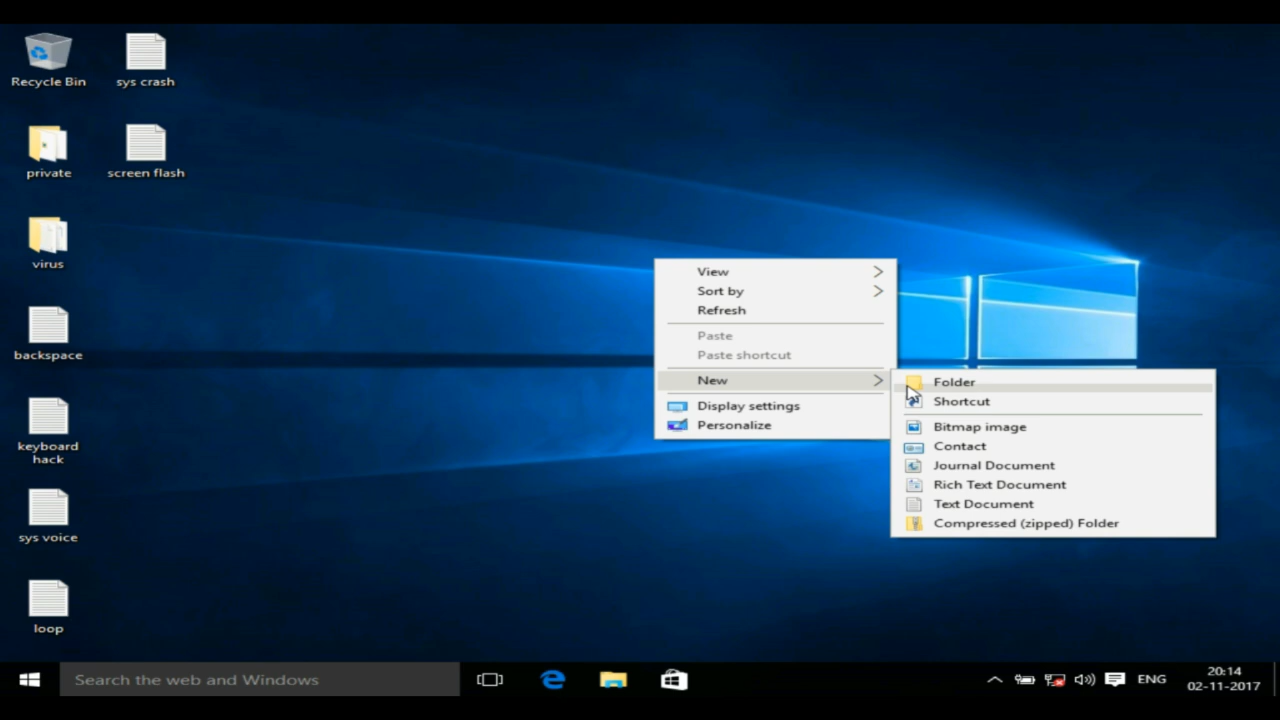 Recycle Bin
sys crash
private
screen flash
virus
backspace
keyboard
hack
sys voice
loop
View
Sort by
Refresh
Paste
Paste shortcut
New
Display settings
Personalize
Folder
Shortcut
Bitmap image
Contact
Journal Document
Rich Text Document
Text Document
Compressed (zipped) Folder
Search the web and Windows
ENG
20:14
02-11-2017